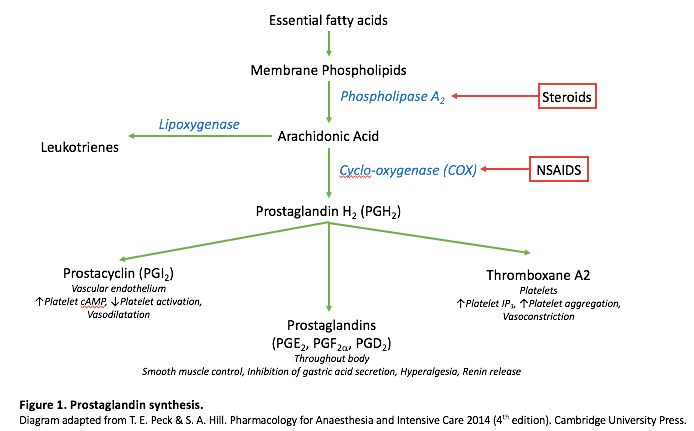 Essential fatty acids
Membrane Phospholipids
Phospholipase A₂
Steroids
Lipoxygenase
Arachidonic Acid
Leukotrienes
Cyclo-oxygenase (COX)
NSAIDS
Prostaglandin H₂ (PGH₂)
Prostacyclin (PGI₂)
Vascular endothelium
↑Platelet cAMP, ↓Platelet activation,
Vasodilatation
Thromboxane A2
Platelets
↑Platelet IP₃, ↑Platelet aggregation,
Vasoconstriction
Prostaglandins
(PGE₂, PGF₂α, PGD₂)
Throughout body
Smooth muscle control, Inhibition of gastric acid secretion, Hyperalgesia, Renin release
Figure 1. Prostaglandin synthesis.
Diagram adapted from T. E. Peck & S. A. Hill. Pharmacology for Anaesthesia and Intensive Care 2014 (4th edition). Cambridge University Press.